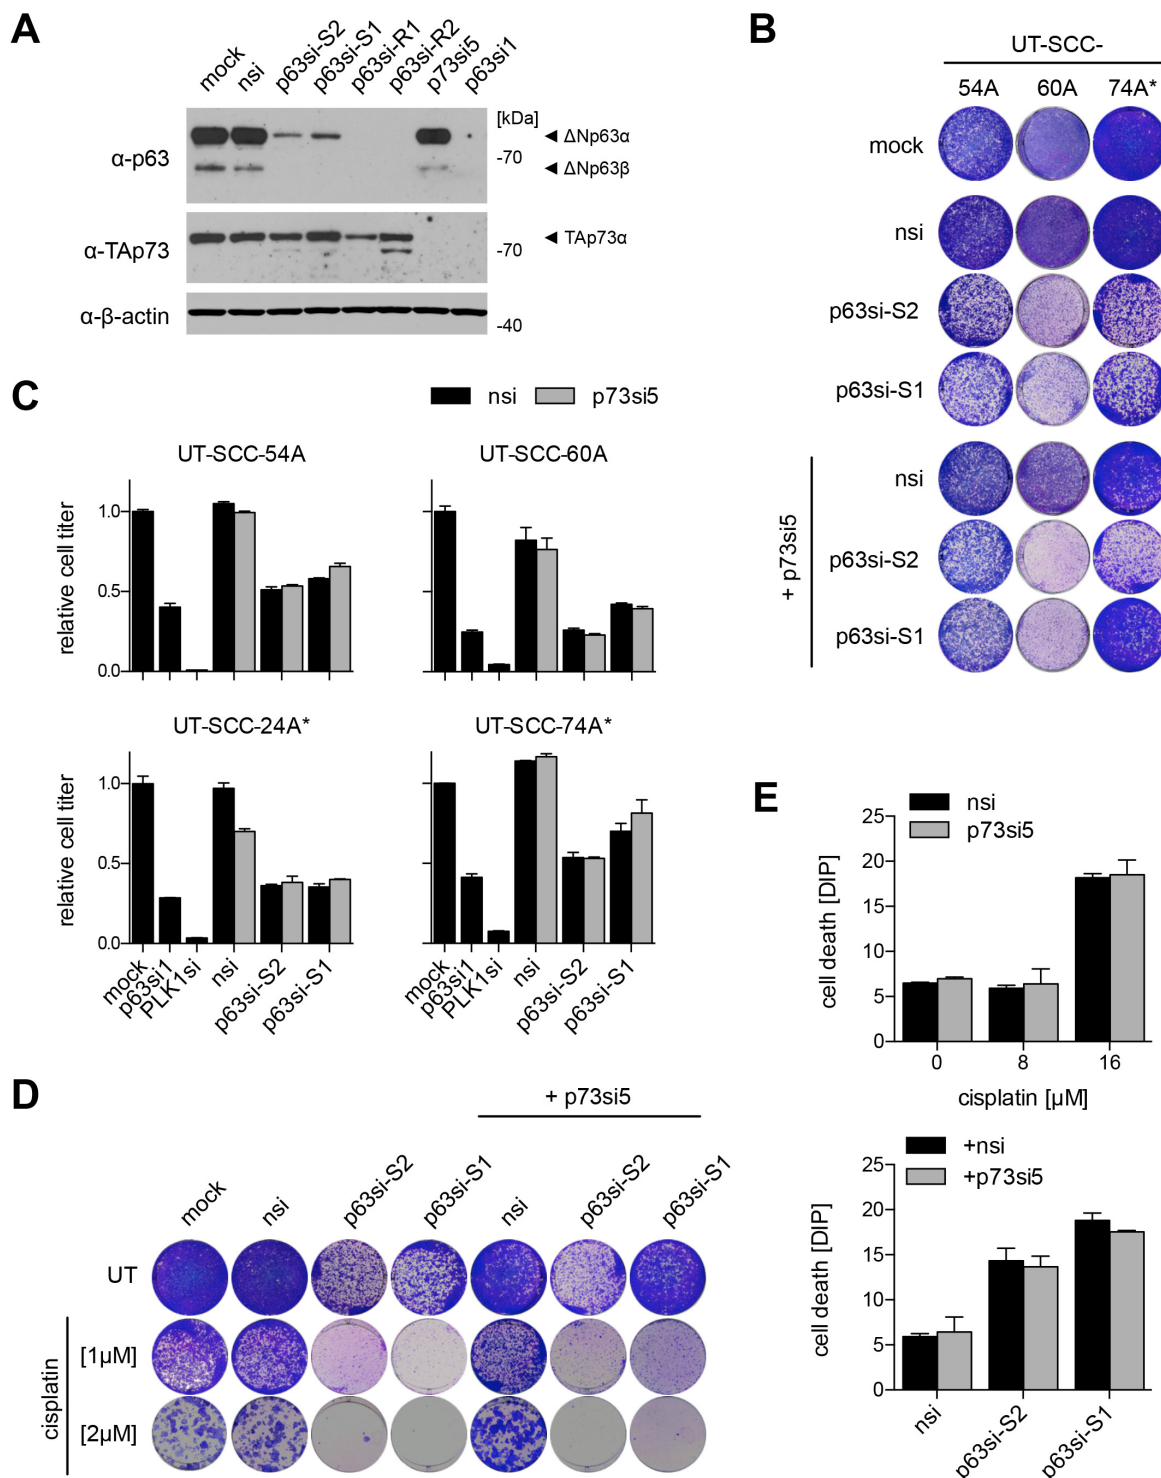 A
mock
nsi
p63si-S2
p63si-S1
p63si-R1
p63si-R2
p73si5
p63si1
[kDa]
α-p63
ΔNp63α
-70
ΔNp63β
α-TAp73
TAp73α
-70
α-β-actin
-40
B
UT-SCC-
54A 60A 74A*
mock
nsi
p63si-S2
p63si-S1
+ p73si5
nsi
p63si-S2
p63si-S1
C
nsi p73si5
UT-SCC-54A
relative cell titer
1.0
0.5
0.0
UT-SCC-60A
UT-SCC-24A*
relative cell titer
1.0
0.5
0.0
mock
p63si1
PLK1si
nsi
p63si-S2
p63si-S1
UT-SCC-74A*
mock
p63si1
PLK1si
nsi
p63si-S2
p63si-S1
D
+ p73si5
mock
nsi
p63si-S2
p63si-S1
nsi
p63si-S2
p63si-S1
UT
cisplatin
[1µM]
[2µM]
E
nsi
p73si5
cell death [DIP]
25
20
15
10
5
0
0 8 16
cisplatin [µM]
+nsi
+p73si5
cell death [DIP]
25
20
15
10
5
0
nsi
p63si-S2
p63si-S1